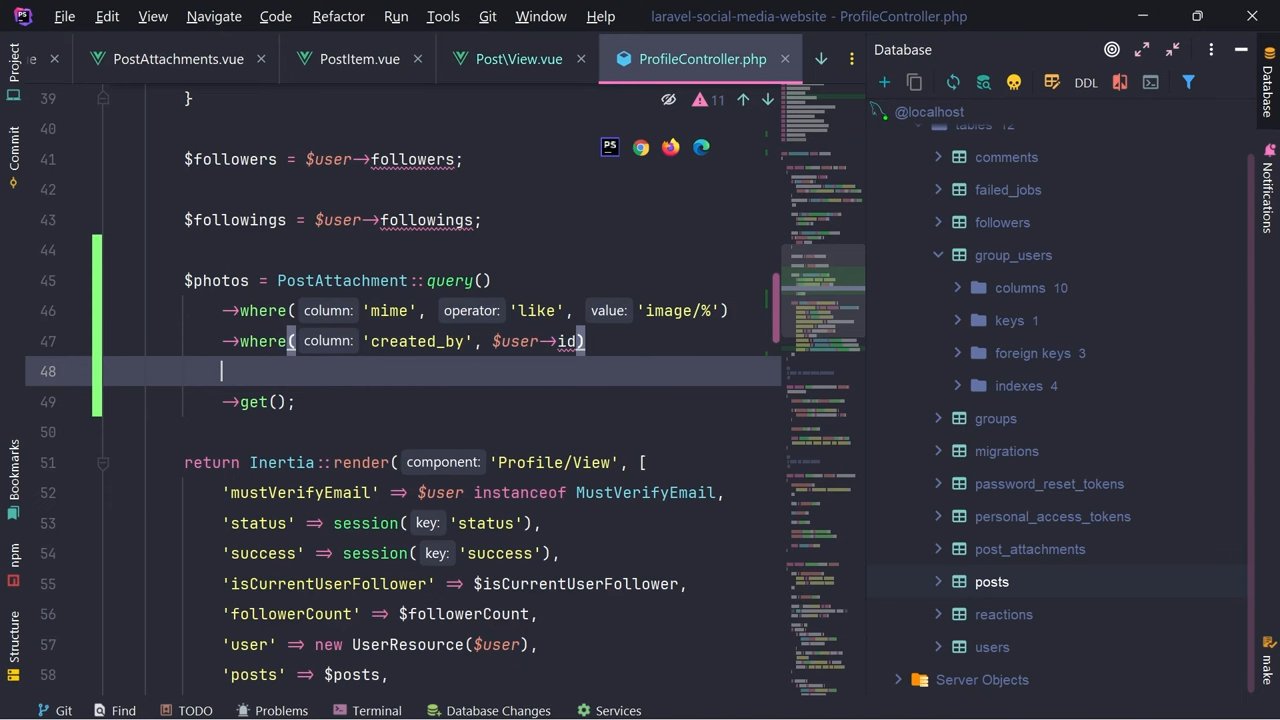 PS File Edit View Navigate Code Refactor Run Tools Git Window Help laravel-social-media-website - ProfileController.php
PostAttachments.vue PostItem.vue Post\View.vue ProfileController.php
Database
Project
Commit
Bookmarks
npm
Structure
11
PS
39 }
40
41 $followers = $user->followers;
42
43 $followings = $user->followings;
44
45 $photos = PostAttachment::query()
46 ->where( column: 'mime', operator: 'like', value: 'image/%')
47 ->where( column: 'created_by', $user->id)
48
49 ->get();
50
51 return Inertia::render( component: 'Profile/View', [
52 'mustVerifyEmail' => $user instanceof MustVerifyEmail,
53 'status' => session( key: 'status'),
54 'success' => session( key: 'success'),
55 'isCurrentUserFollower' => $isCurrentUserFollower,
56 'followerCount' => $followerCount,
57 'user' => new UserResource($user),
58 'posts' => $posts,
DDL
@localhost
tables 12
comments
failed_jobs
followers
group_users
columns 10
keys 1
foreign keys 3
indexes 4
groups
migrations
password_reset_tokens
personal_access_tokens
post_attachments
posts
reactions
users
Server Objects
Database
Notifications
Git Find TODO Problems Terminal Database Changes Services